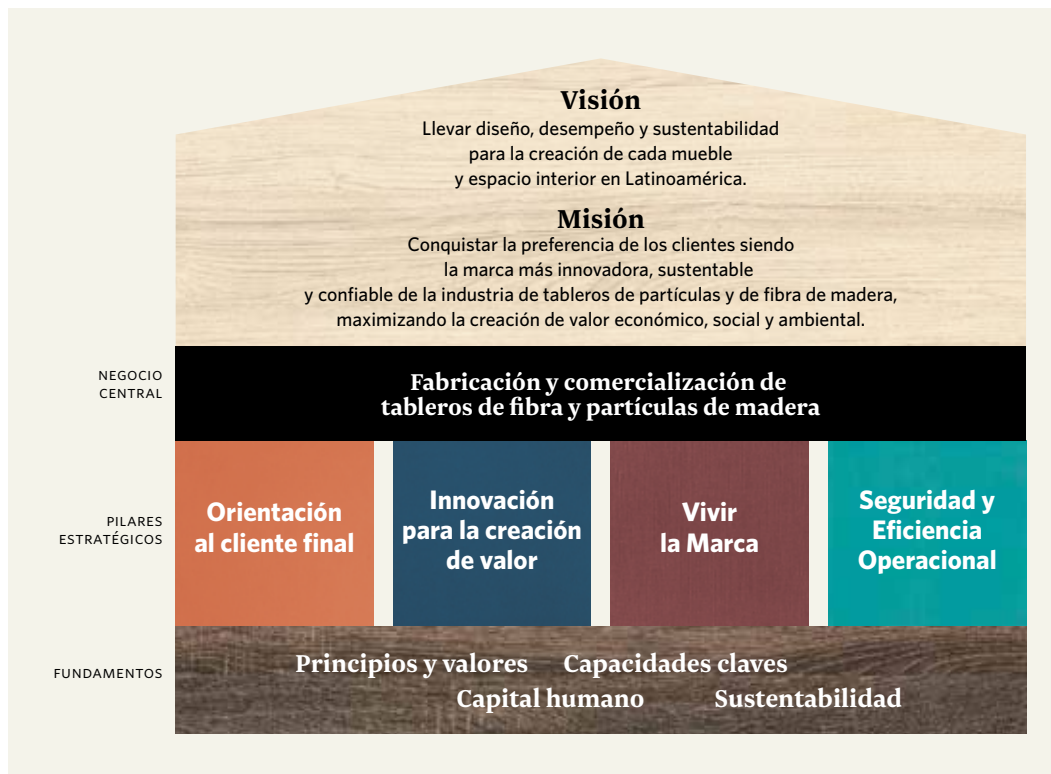 Visión
Llevar diseño, desempeño y sustentabilidad
para la creación de cada mueble
y espacio interior en Latinoamérica.
Misión
Conquistar la preferencia de los clientes siendo
la marca más innovadora, sustentable
y confiable de la industria de tableros de partículas y de fibra de madera,
maximizando la creación de valor económico, social y ambiental.
NEGOCIO
CENTRAL
Fabricación y comercialización de
tableros de fibra y partículas de madera
PILARES
ESTRATÉGICOS
Orientación
al cliente final
Innovación
para la creación
de valor
Vivir
la Marca
Seguridad y
Eficiencia
Operacional
FUNDAMENTOS
Principios y valores Capacidades claves
Capital humano Sustentabilidad